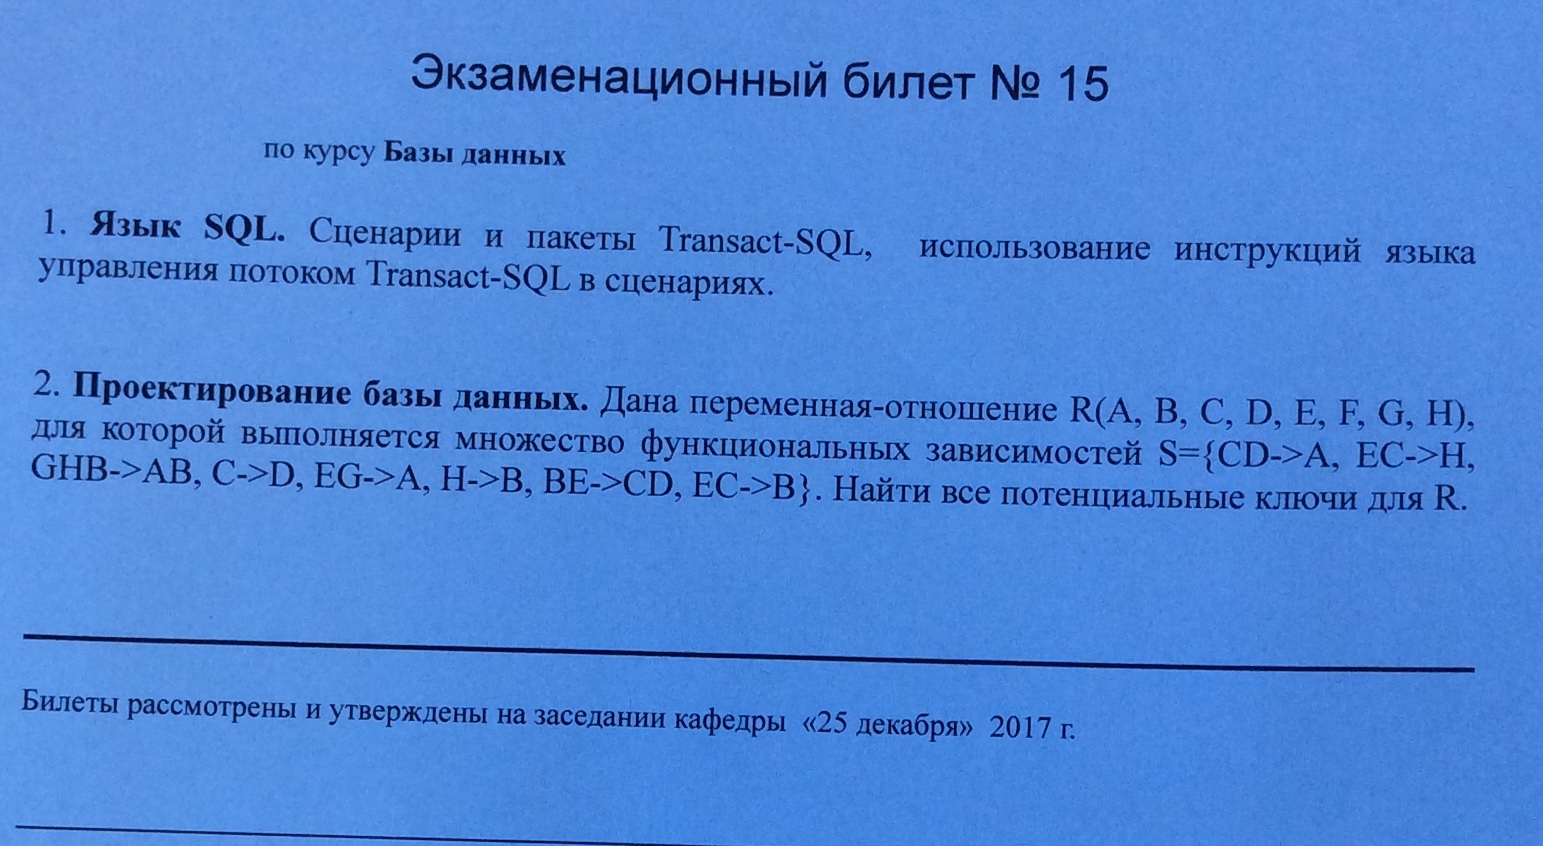 Экзаменационный билет № 15
по курсу Базы данных
1. Язык SQL. Сценарии и пакеты Transact-SQL, использование инструкций языка
управления потоком Transact-SQL в сценариях.
2. Проектирование базы данных. Дана переменная-отношение R(A, B, C, D, E, F, G, H),
для которой выполняется множество функциональных зависимостей S={CD->A, EC->H,
GHB->AB, C->D, EG->A, H->B, BE->CD, EC->B}. Найти все потенциальные ключи для R.
Билеты рассмотрены и утверждены на заседании кафедры «25 декабря» 2017 г.